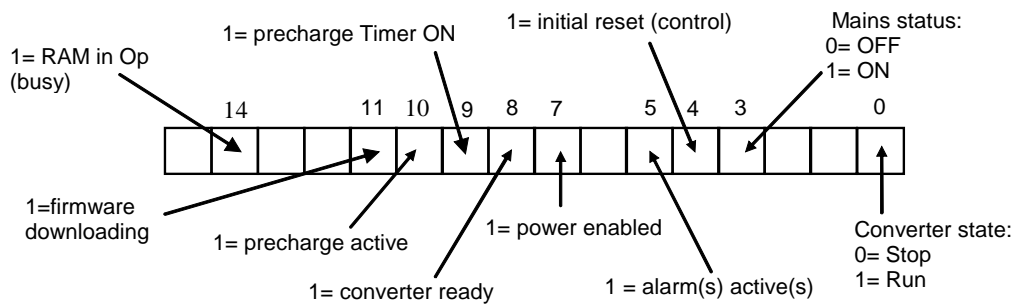 1= RAM in Op
(busy)
1= precharge Timer ON
1= initial reset (control)
Mains status:
0= OFF
1= ON
14 11 10 9 8 7 5 4 3 0
1=firmware
downloading
1= precharge active
1= converter ready
1= power enabled
1 = alarm(s) active(s)
Converter state:
0= Stop
1= Run